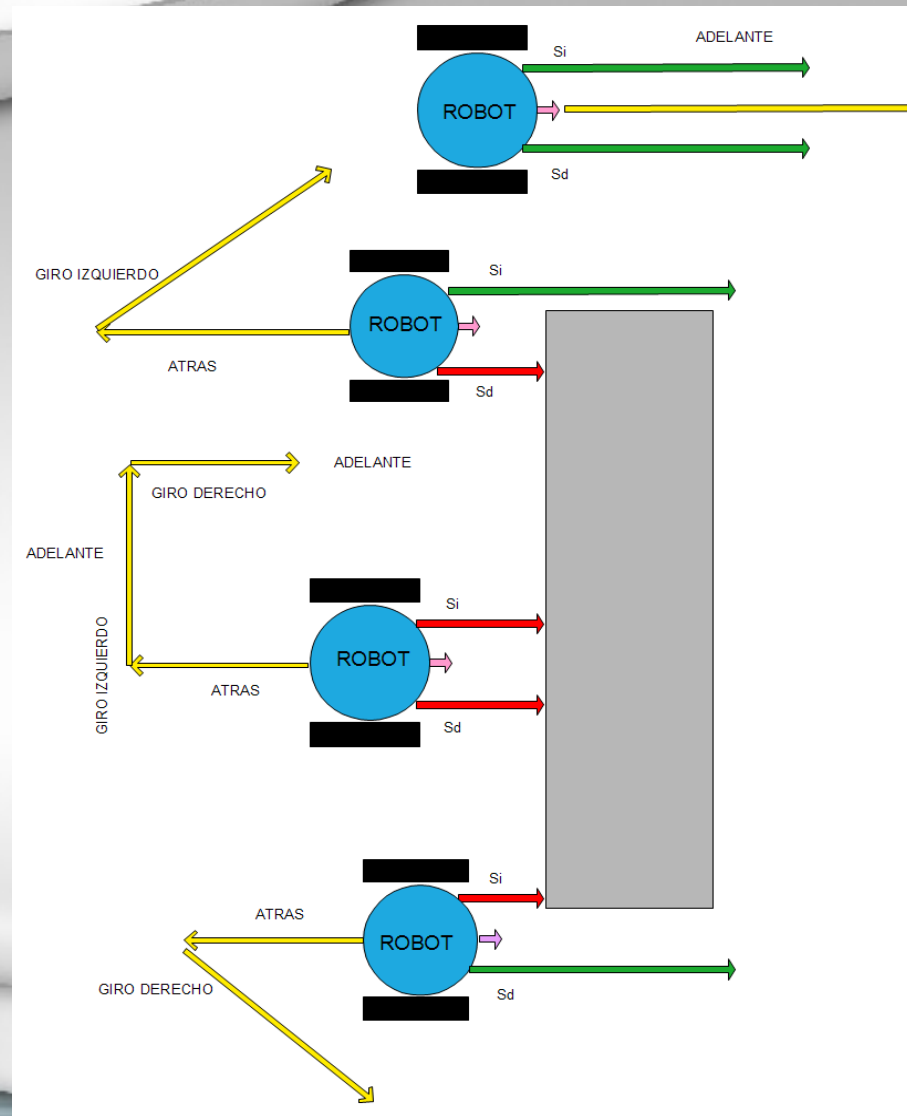 Si
ADELANTE
ROBOT
Sd
GIRO IZQUIERDO
Si
ROBOT
ATRAS
Sd
ADELANTE
GIRO DERECHO
ADELANTE
Si
GIRO IZQUIERDO
ROBOT
ATRAS
Sd
Si
ATRAS
ROBOT
GIRO DERECHO
Sd